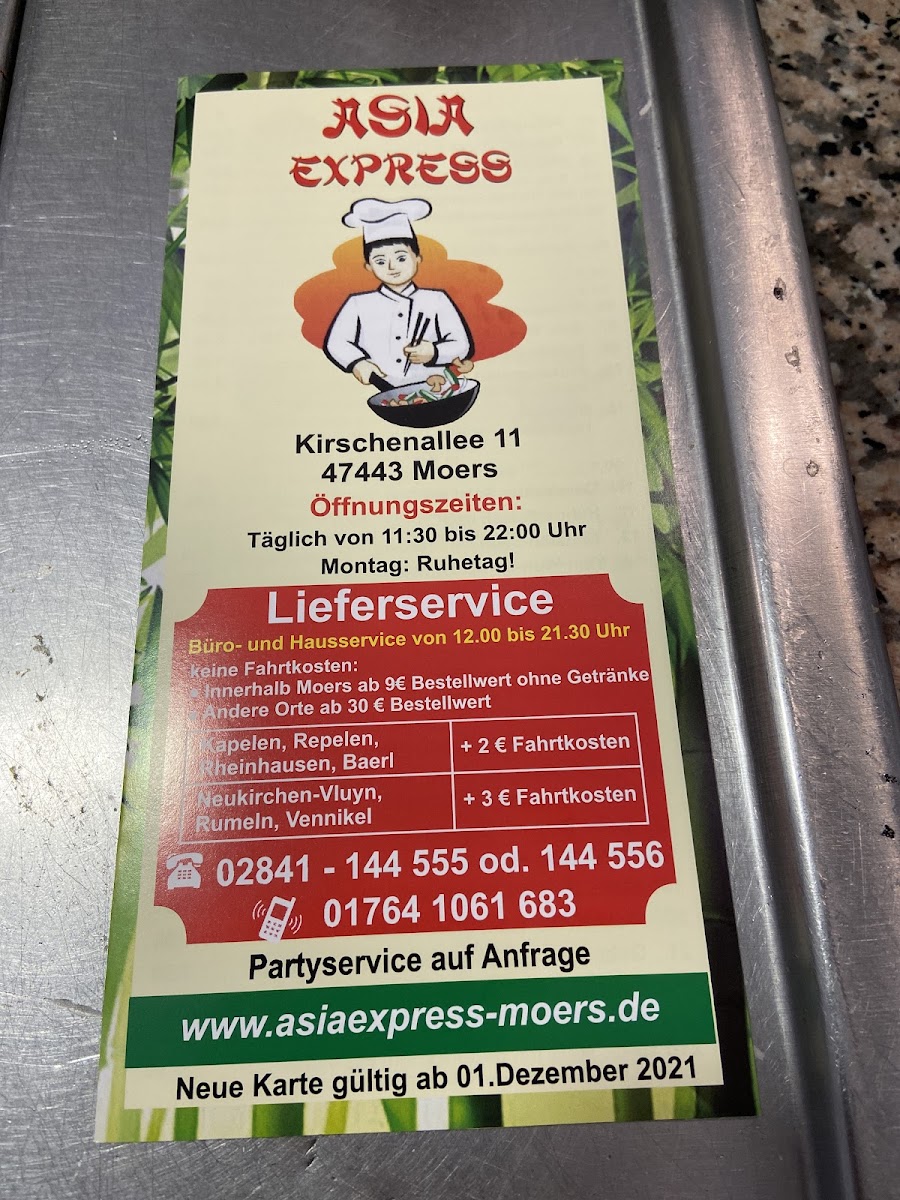 ASIA
EXPRESS
Kirschenallee 11
47443 Moers
Öffnungszeiten:
Täglich von 11:30 bis 22:00 Uhr
Montag: Ruhetag!
Lieferservice
Büro- und Hausservice von 12.00 bis 21.30 Uhr
keine Fahrtkosten:
• Innerhalb Moers ab 9€ Bestellwert ohne Getränke
• Andere Orte ab 30 € Bestellwert
Kapelen, Repelen,
Rheinhausen, Baerl
+ 2 € Fahrtkosten
Neukirchen-Vluyn,
Rumeln, Vennikel
+ 3 € Fahrtkosten
02841 - 144 555 od. 144 556
01764 1061 683
Partyservice auf Anfrage
www.asiaexpress-moers.de
Neue Karte gültig ab 01.Dezember 2021